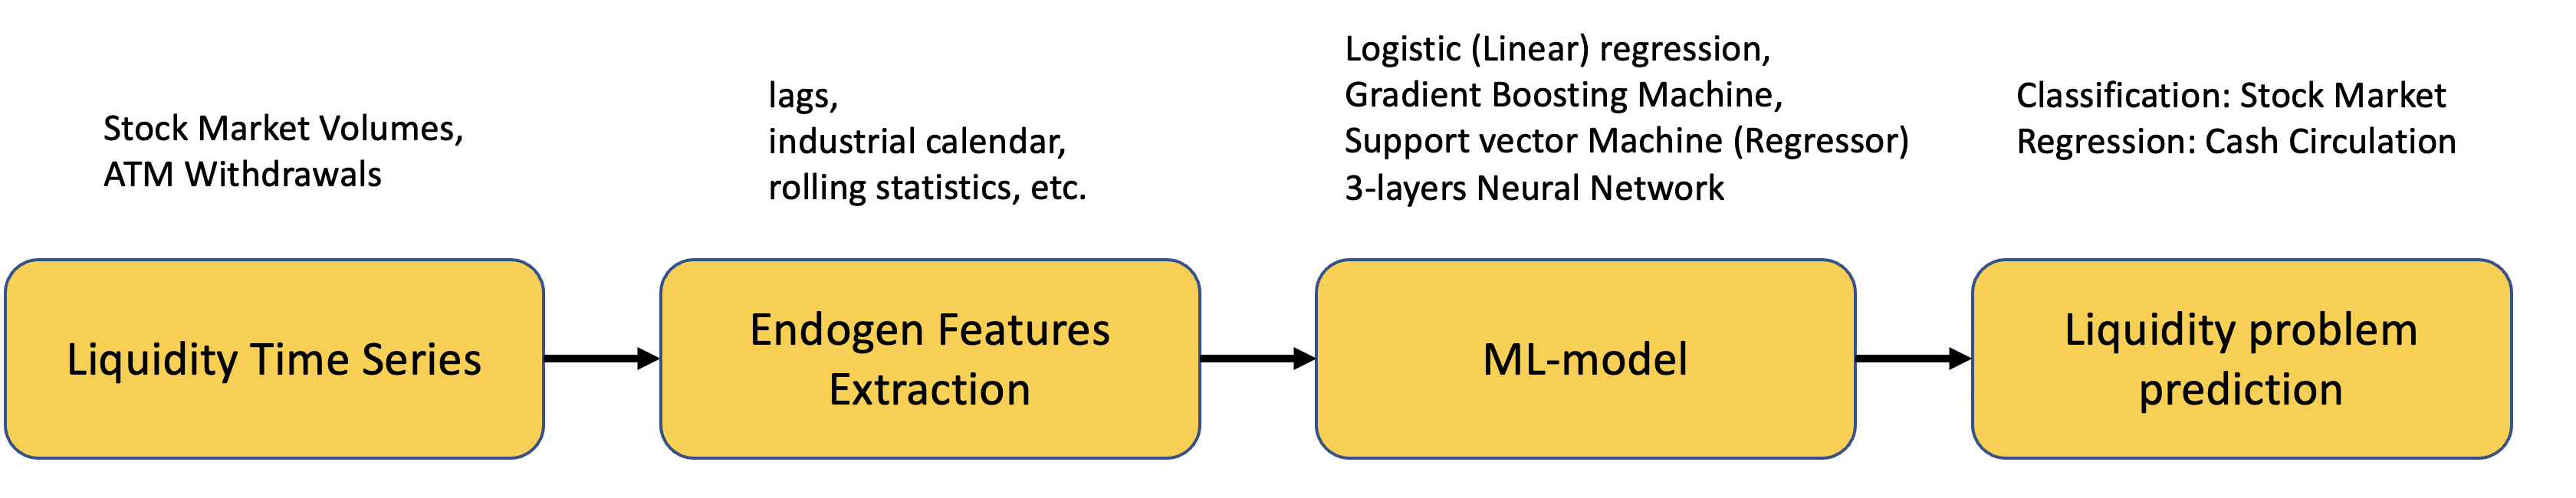 Stock Market Volumes,
ATM Withdrawals
lags,
industrial calendar,
rolling statistics, etc.
Logistic (Linear) regression,
Gradient Boosting Machine,
Support vector Machine (Regressor)
3-layers Neural Network
Classification: Stock Market
Regression: Cash Circulation
Liquidity Time Series
Endogen Features
Extraction
ML-model
Liquidity problem
prediction